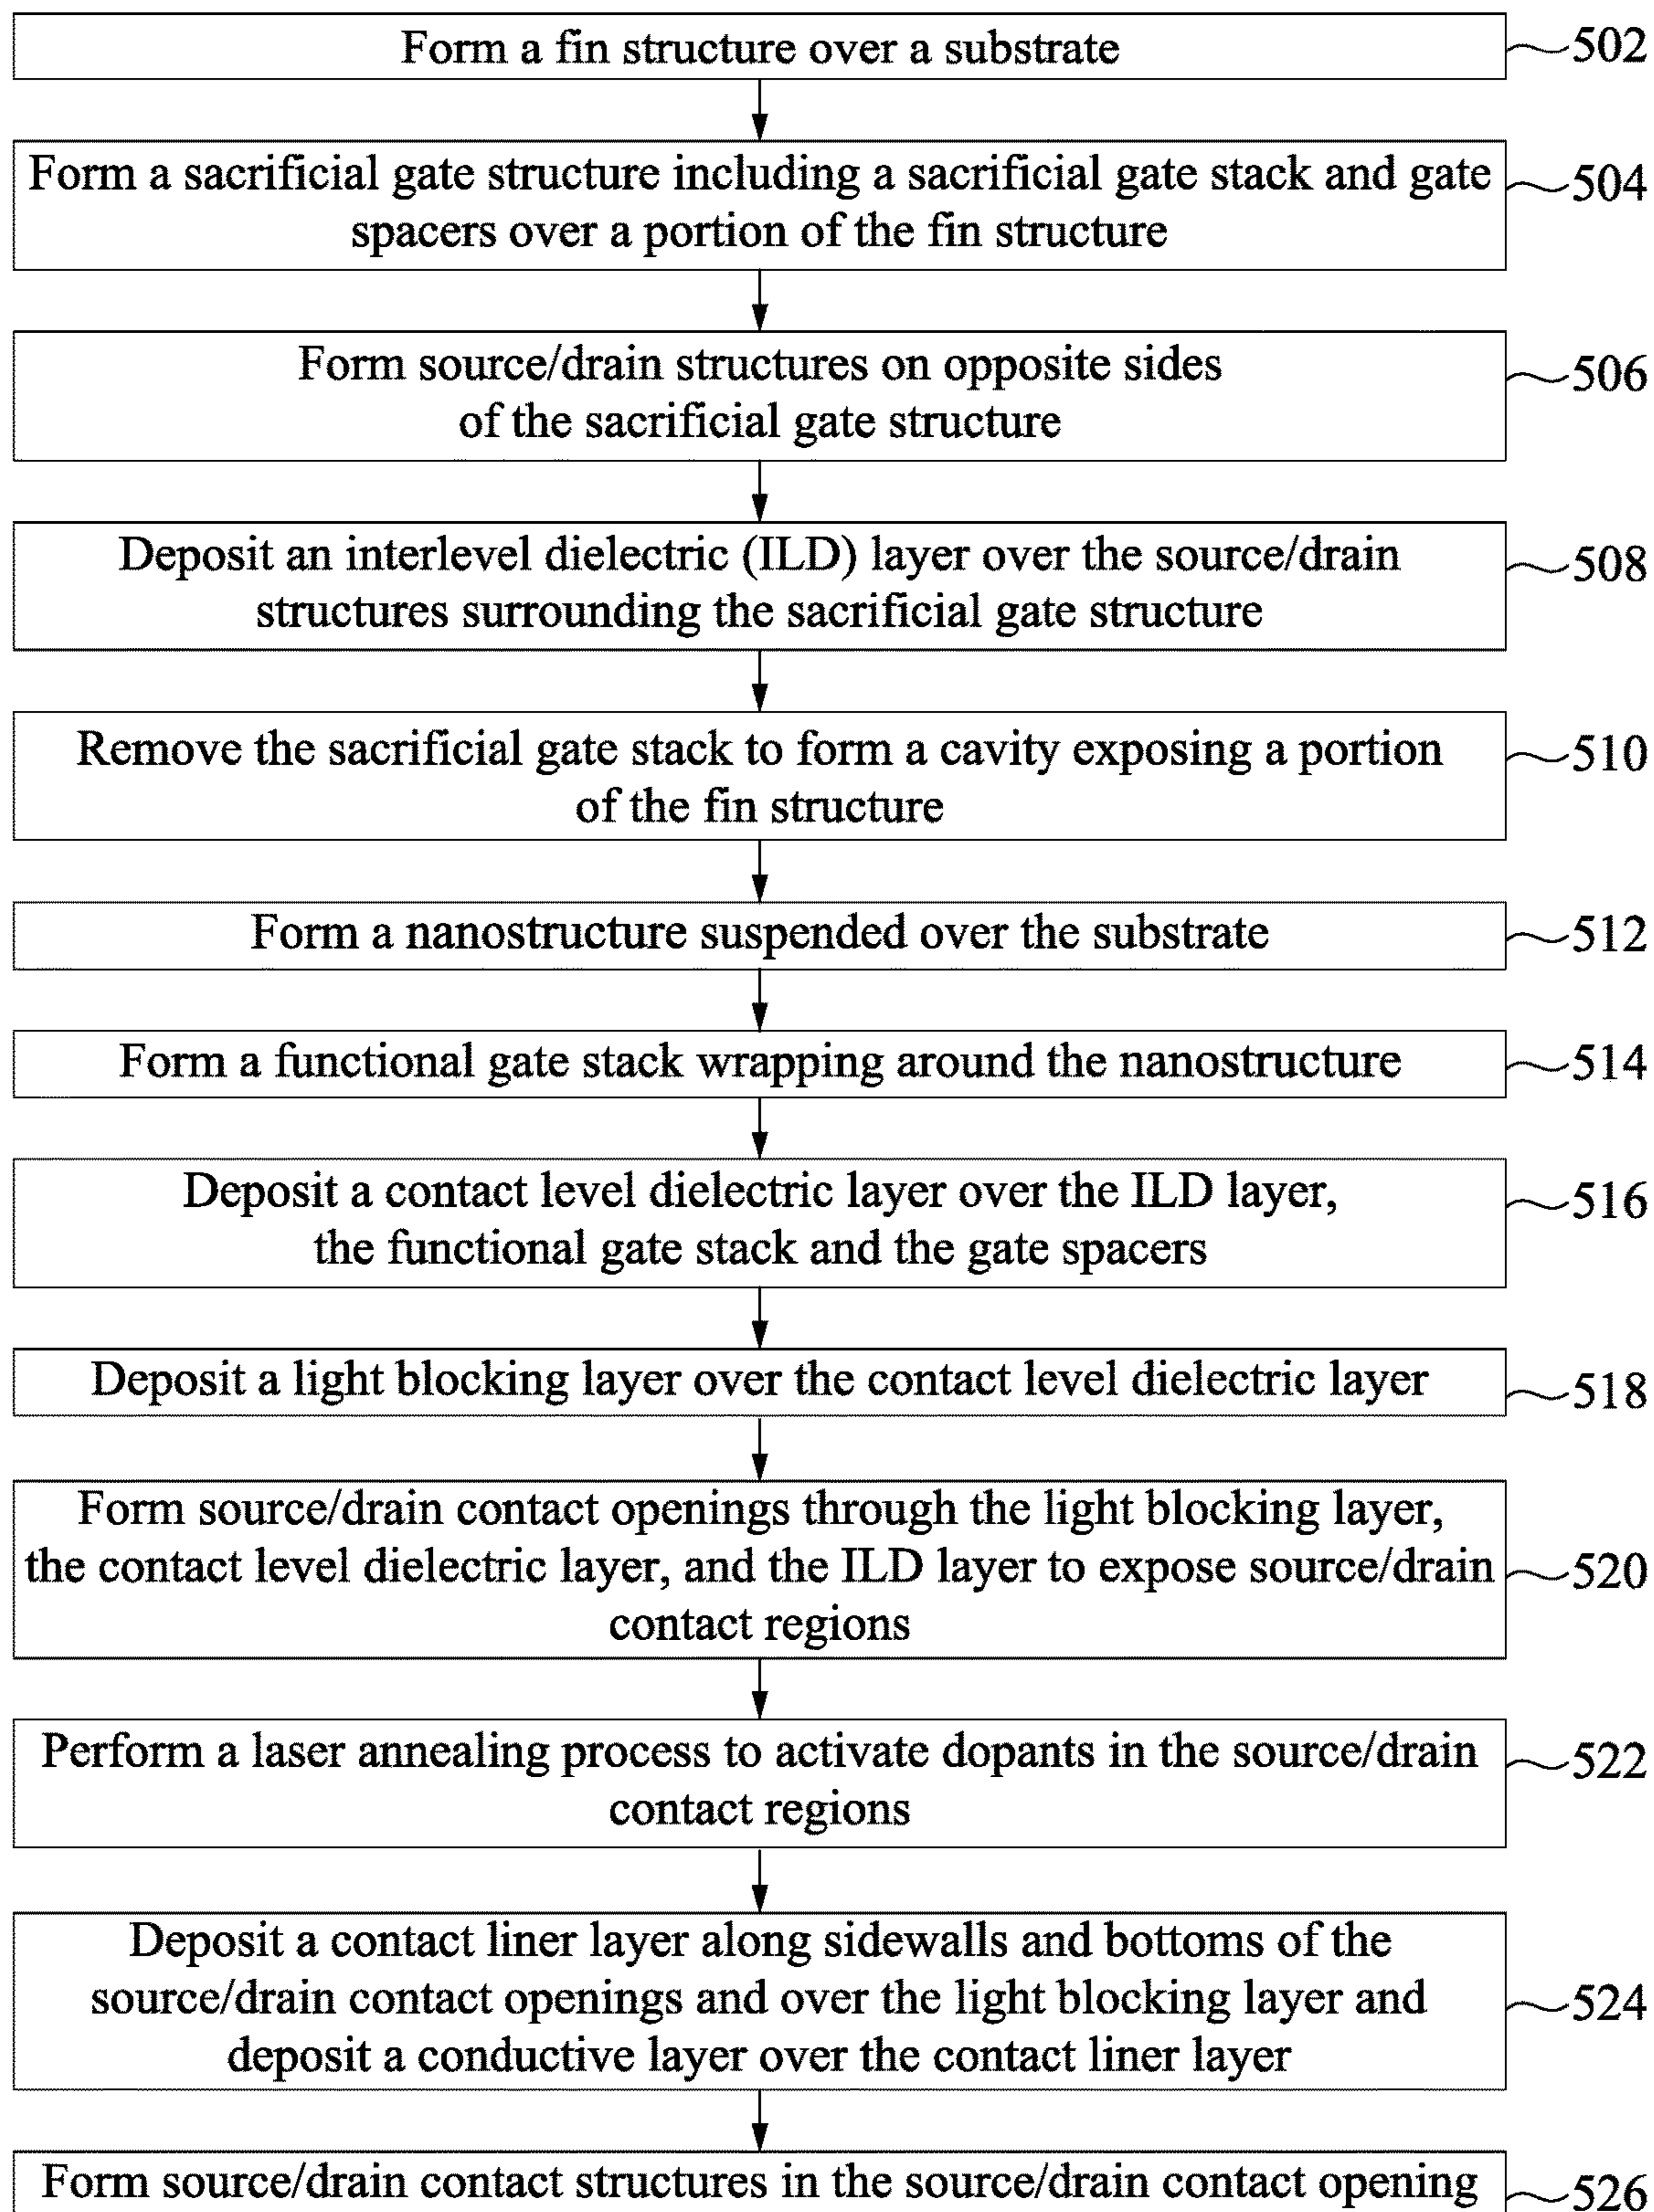 Form a fin structure over a substrate
502
Form a sacrificial gate structure including a sacrificial gate stack and gate
spacers over a portion of the fin structure
504
Form source/drain structures on opposite sides
of the sacrificial gate structure
506
Deposit an interlevel dielectric (ILD) layer over the source/drain
structures surrounding the sacrificial gate structure
508
Remove the sacrificial gate stack to form a cavity exposing a portion
of the fin structure
510
Form a nanostructure suspended over the substrate
512
Form a functional gate stack wrapping around the nanostructure
514
Deposit a contact level dielectric layer over the ILD layer,
the functional gate stack and the gate spacers
516
Deposit a light blocking layer over the contact level dielectric layer
518
Form source/drain contact openings through the light blocking layer,
the contact level dielectric layer, and the ILD layer to expose source/drain
contact regions
520
Perform a laser annealing process to activate dopants in the source/drain
contact regions
522
Deposit a contact liner layer along sidewalls and bottoms of the
source/drain contact openings and over the light blocking layer and
deposit a conductive layer over the contact liner layer
524
Form source/drain contact structures in the source/drain contact opening
526